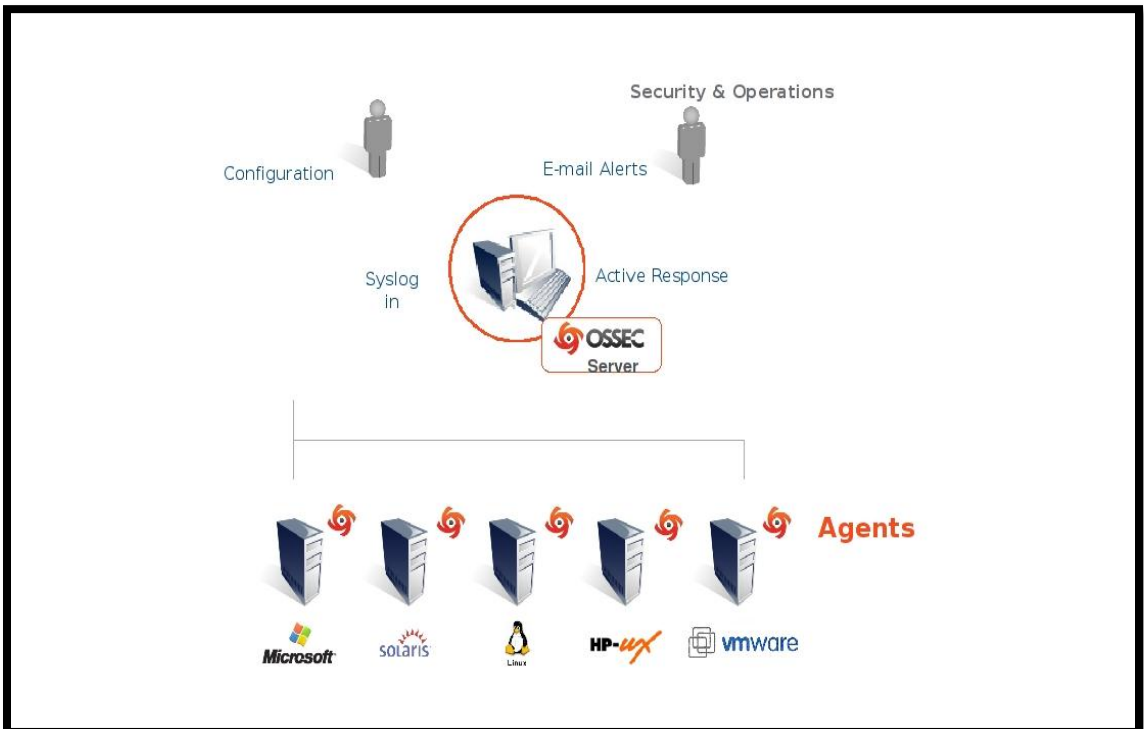 Security & Operations
Configuration
E-mail Alerts
Syslog
in
Active Response
OSSEC
Server
Agents
Microsoft
solaris
Linux
HP-UX
vmware